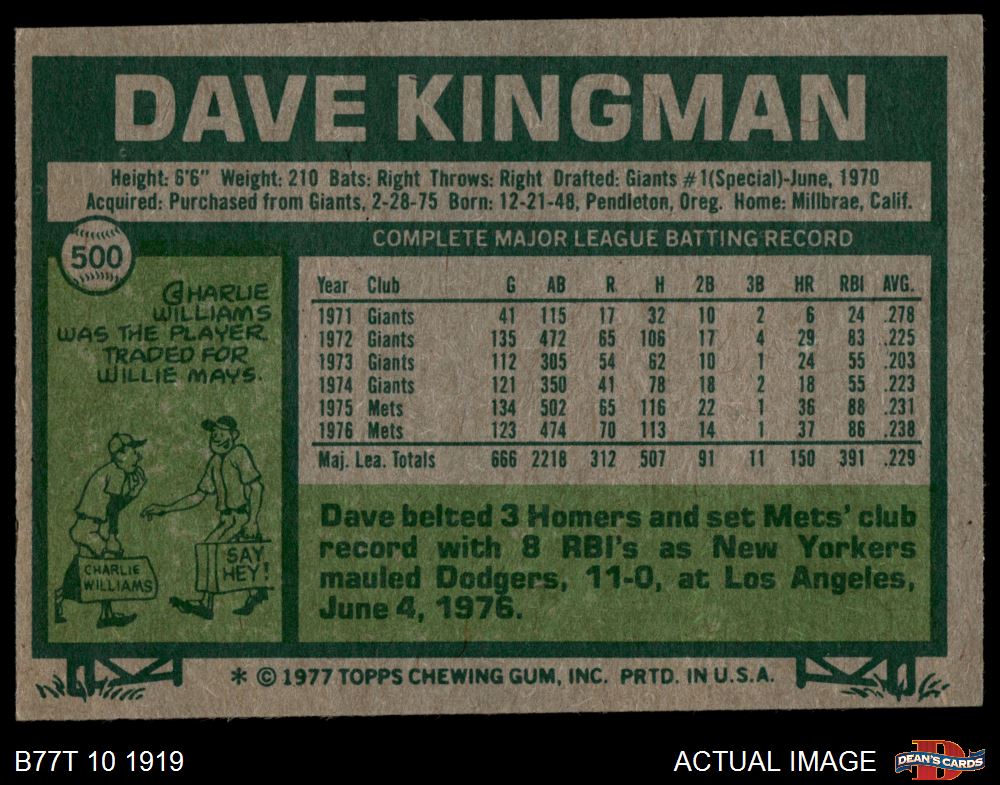 DAVE KINGMAN
Height: 6'6" Weight: 210 Bats: Right Throws: Right Drafted: Giants #1(Special)-June, 1970
Acquired: Purchased from Giants, 2-28-75 Born: 12-21-48, Pendleton, Oreg. Home: Millbrae, Calif.
500
CHARLIE
WILLIAMS
WAS THE PLAYER
TRADED FOR
WILLIE MAYS.
CHARLIE
WILLIAMS
SAY
HEY!
COMPLETE MAJOR LEAGUE BATTING RECORD
Year Club G AB R H 2B 3B HR RBI AVG.
1971 Giants 41 115 17 32 10 2 6 24 .278
1972 Giants 135 472 65 106 17 4 29 83 .225
1973 Giants 112 305 54 62 10 1 24 55 .203
1974 Giants 121 350 41 78 18 2 18 55 .223
1975 Mets 134 502 65 116 22 1 36 88 .231
1976 Mets 123 474 70 113 14 1 37 86 .238
Maj. Lea. Totals 666 2218 312 507 91 11 150 391 .229
Dave belted 3 Homers and set Mets' club
record with 8 RBI's as New Yorkers
mauled Dodgers, 11-0, at Los Angeles,
June 4, 1976.
* © 1977 TOPPS CHEWING GUM, INC. PRTD. IN U.S.A.
B77T 10 1919
ACTUAL IMAGE
DEAN'S CARDS